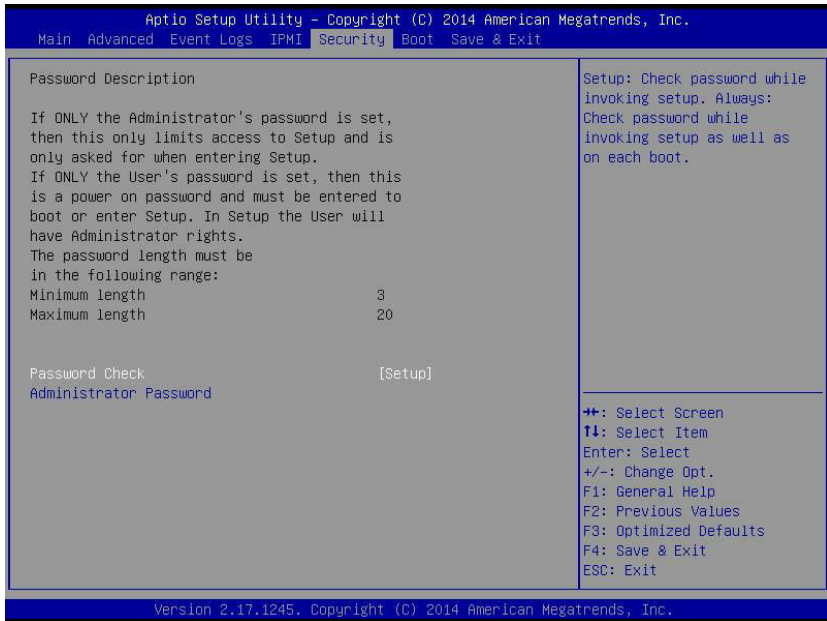 Aptio Setup Utility – Copyright (C) 2014 American Megatrends, Inc.
Main Advanced Event Logs IPMI Security Boot Save & Exit
Password Description
If ONLY the Administrator's password is set,
then this only limits access to Setup and is
only asked for when entering Setup.
If ONLY the User's password is set, then this
is a power on password and must be entered to
boot or enter Setup. In Setup the User will
have Administrator rights.
The password length must be
in the following range:
Minimum length 3
Maximum length 20
Password Check [Setup]
Administrator Password
Setup: Check password while
invoking setup. Always:
Check password while
invoking setup as well as
on each boot.
→←: Select Screen
↑↓: Select Item
Enter: Select
+/-: Change Opt.
F1: General Help
F2: Previous Values
F3: Optimized Defaults
F4: Save & Exit
ESC: Exit
Version 2.17.1245. Copyright (C) 2014 American Megatrends, Inc.